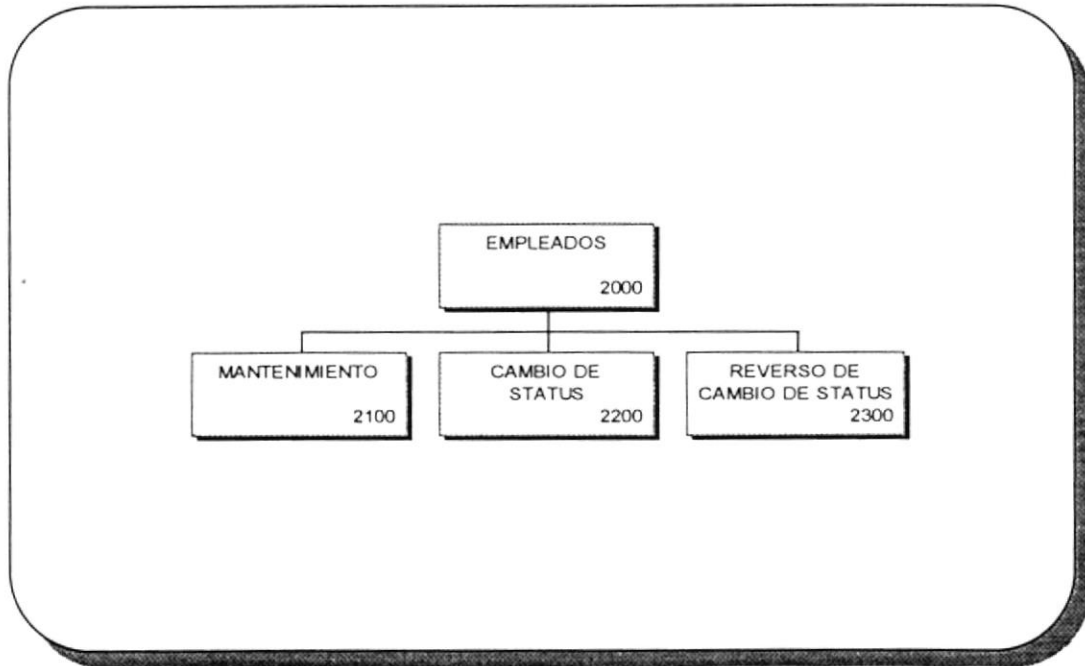 EMPLEADOS
2000
MANTENIMIENTO
2100
CAMBIO DE
STATUS
2200
REVERSO DE
CAMBIO DE STATUS
2300